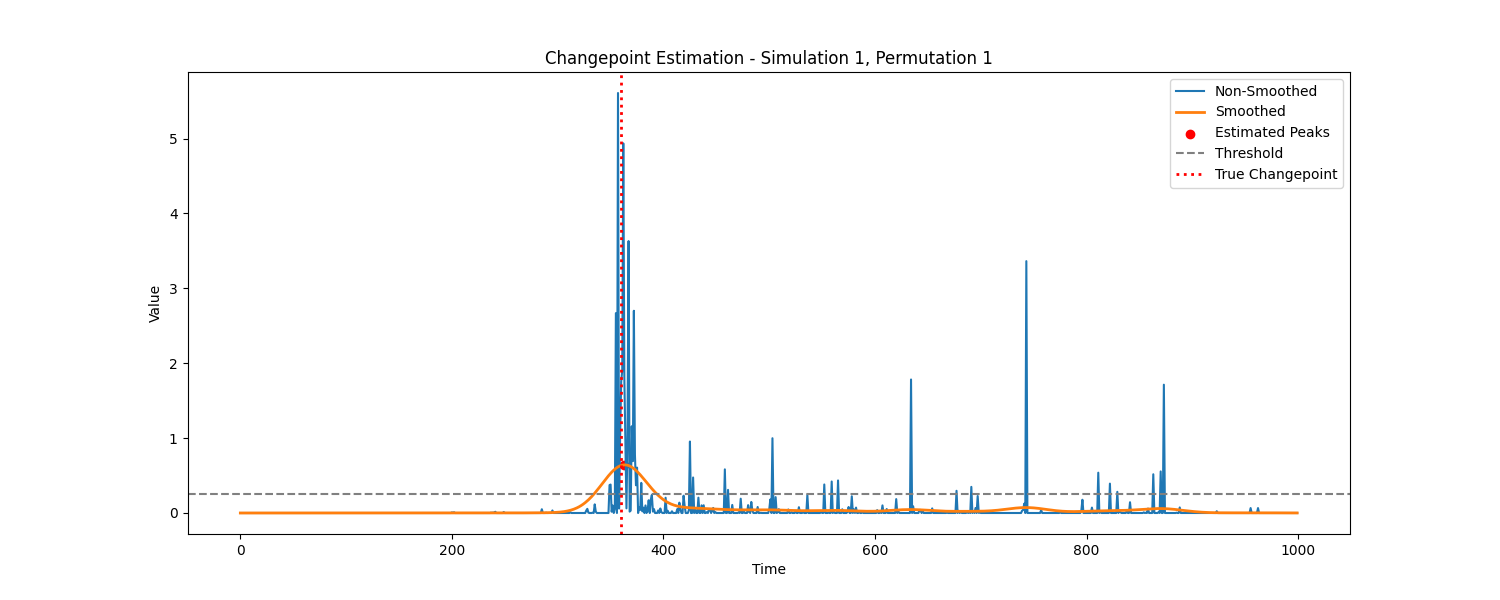 Changepoint Estimation - Simulation 1, Permutation 1
Non-Smoothed
Smoothed
Estimated Peaks
Threshold
True Changepoint
Value
5
4
3
2
1
0
0 200 400 600 800 1000
Time